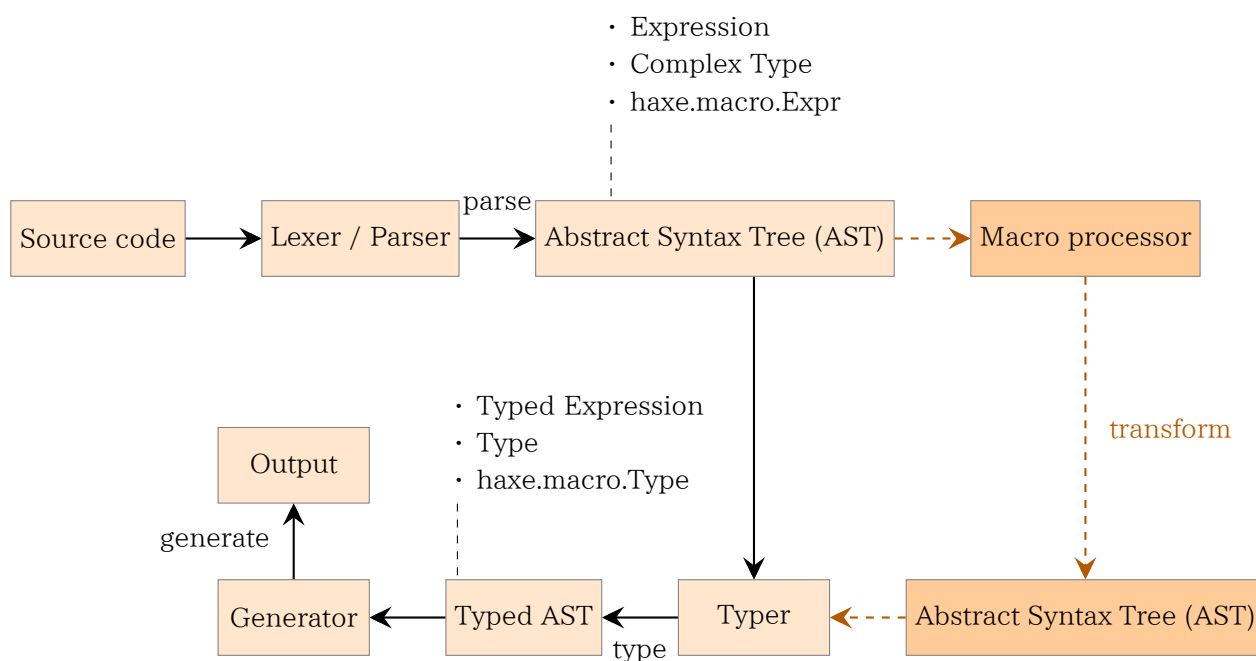 · Expression
· Complex Type
· haxe.macro.Expr
Source code
Lexer / Parser
parse
Abstract Syntax Tree (AST)
Macro processor
transform
· Typed Expression
· Type
· haxe.macro.Type
Output
generate
Generator
Typed AST
type
Typer
Abstract Syntax Tree (AST)